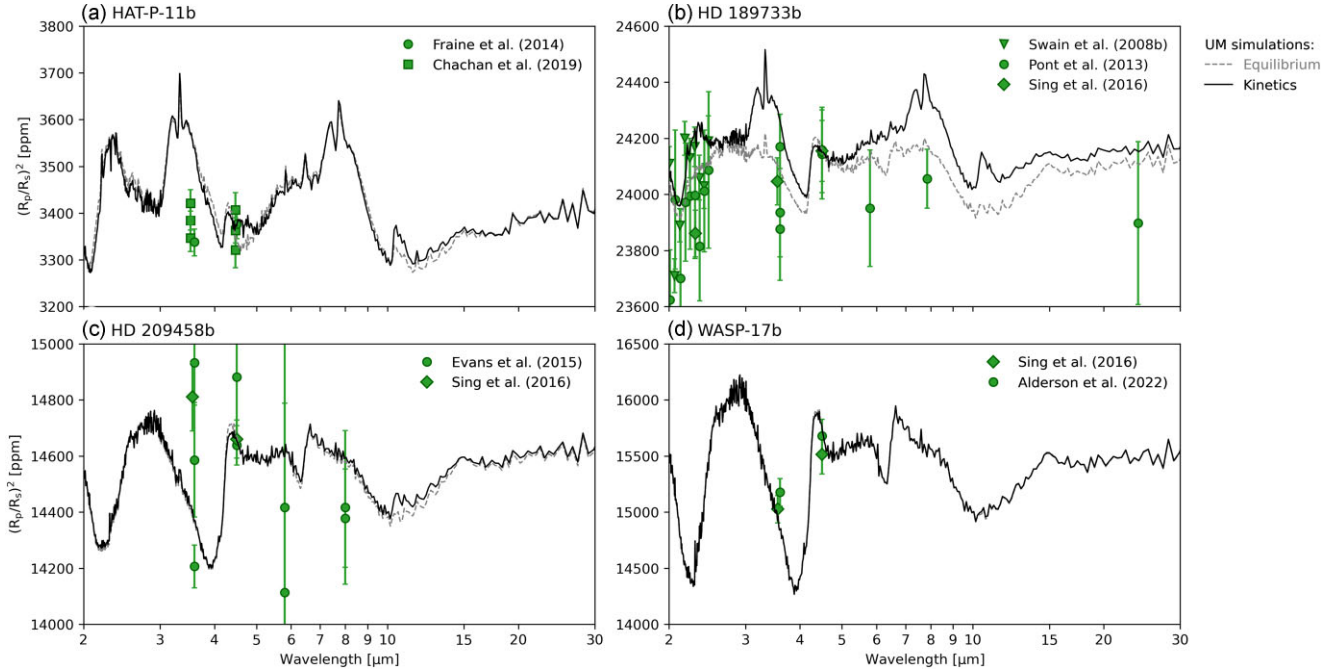 (a) HAT-P-11b
3800
3700
3600
3500
3400
3300
3200
(Rp/Rs)² [ppm]
Fraine et al. (2014)
Chachan et al. (2019)
(b) HD 189733b
24600
24400
24200
24000
23800
23600
Swain et al. (2008b)
Pont et al. (2013)
Sing et al. (2016)
UM simulations:
Equilibrium
Kinetics
(c) HD 209458b
15000
14800
14600
14400
14200
14000
(Rp/Rs)² [ppm]
Evans et al. (2015)
Sing et al. (2016)
2 3 4 5 6 7 8 9 10 15 20 30
Wavelength [µm]
(d) WASP-17b
16500
16000
15500
15000
14500
14000
Sing et al. (2016)
Alderson et al. (2022)
2 3 4 5 6 7 8 9 10 15 20 30
Wavelength [µm]